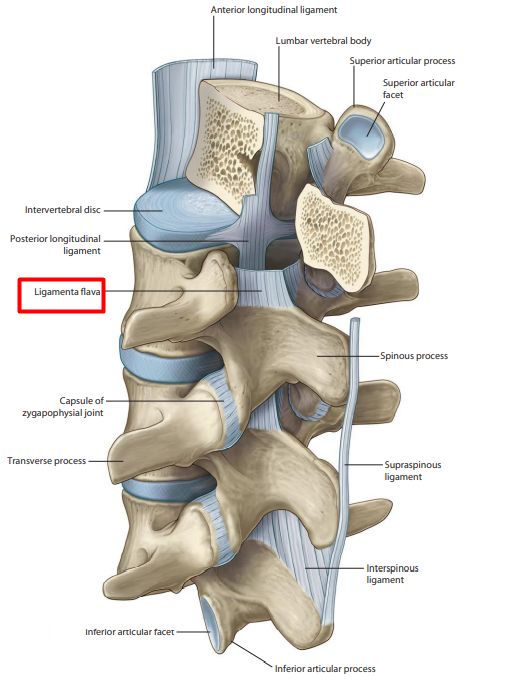 Anterior longitudinal ligament
Lumbar vertebral body
Superior articular process
Superior articular
facet
Intervertebral disc
Posterior longitudinal
ligament
Ligamenta flava
Spinous process
Capsule of
zygapophysial joint
Transverse process
Supraspinous
ligament
Interspinous
ligament
Inferior articular facet
Inferior articular process